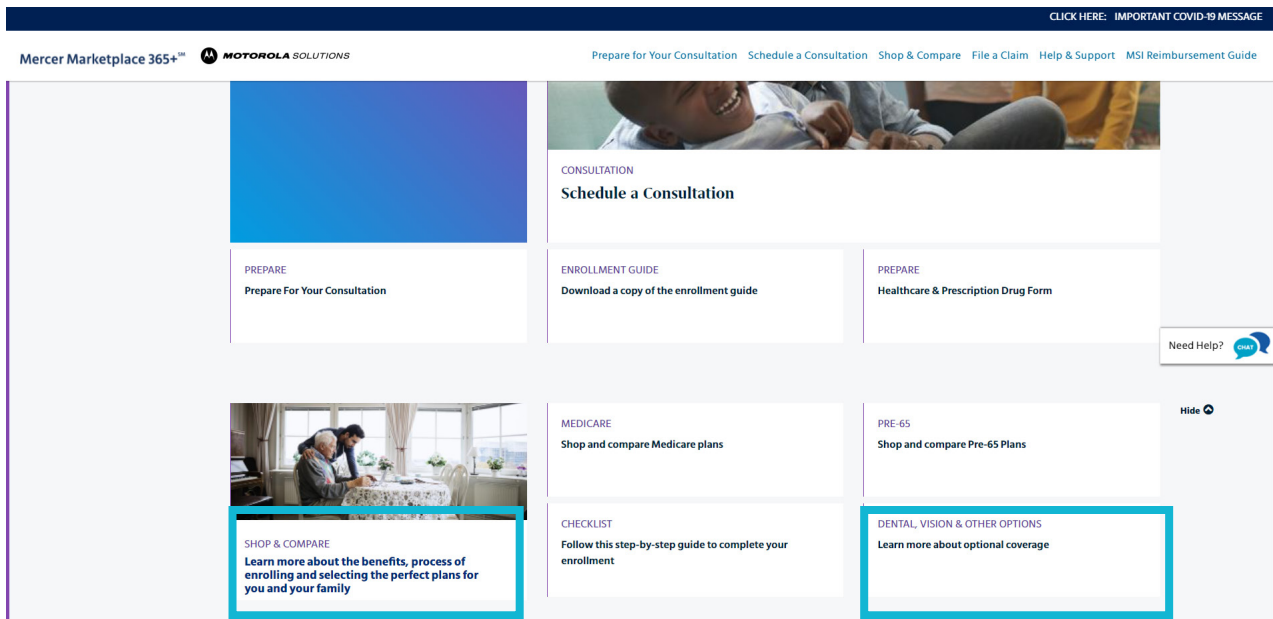 CLICK HERE: IMPORTANT COVID-19 MESSAGE
Mercer Marketplace 365+℠
MOTOROLA SOLUTIONS
Prepare for Your Consultation Schedule a Consultation Shop & Compare File a Claim Help & Support MSI Reimbursement Guide
CONSULTATION
Schedule a Consultation
PREPARE
Prepare For Your Consultation
ENROLLMENT GUIDE
Download a copy of the enrollment guide
PREPARE
Healthcare & Prescription Drug Form
Need Help?
CHAT
Hide
SHOP & COMPARE
Learn more about the benefits, process of
enrolling and selecting the perfect plans for
you and your family
MEDICARE
Shop and compare Medicare plans
PRE-65
Shop and compare Pre-65 Plans
CHECKLIST
Follow this step-by-step guide to complete your
enrollment
DENTAL, VISION & OTHER OPTIONS
Learn more about optional coverage